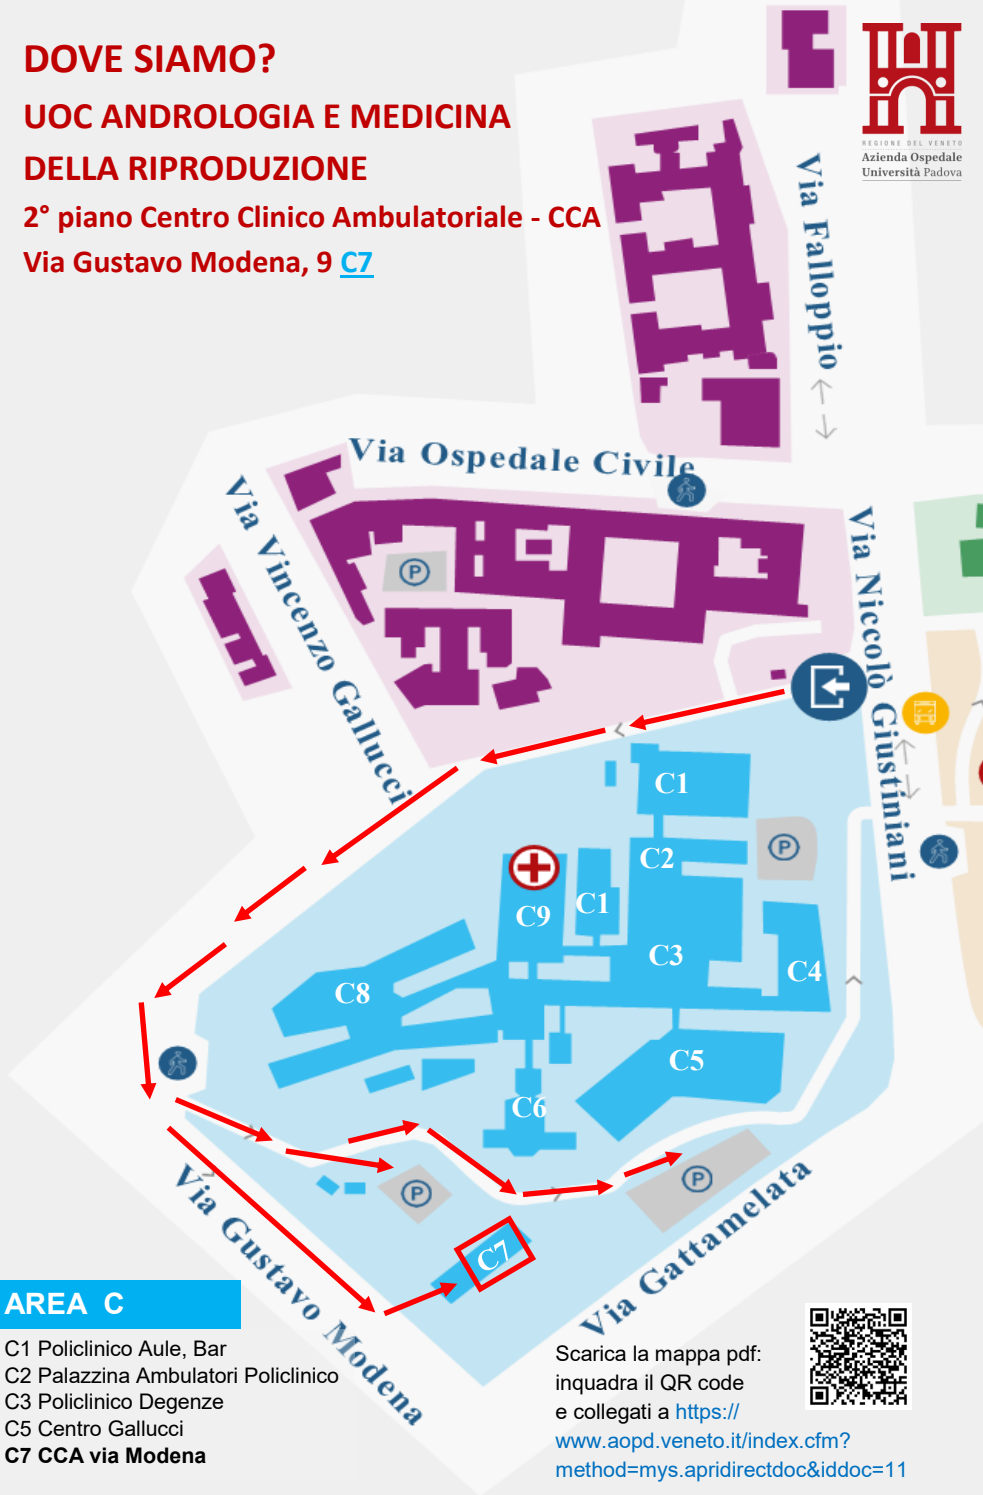 DOVE SIAMO?
UOC ANDROLOGIA E MEDICINA
DELLA RIPRODUZIONE
2° piano Centro Clinico Ambulatoriale - CCA
Via Gustavo Modena, 9 C7
REGIONE DEL VENETO
Azienda Ospedale
Università Padova
Via Falloppio
Via Ospedale Civile
Via Vincenzo Gallucci
Via Niccolò Giustiniani
P
C1
C2
P
C9
C1
C3
C4
C8
C5
C6
P
P
C7
Via Gustavo Modena
Via Gattamelata
AREA C
C1 Policlinico Aule, Bar
C2 Palazzina Ambulatori Policlinico
C3 Policlinico Degenze
C5 Centro Gallucci
C7 CCA via Modena
Scarica la mappa pdf:
inquadra il QR code
e collegati a https://
www.aopd.veneto.it/index.cfm?
method=mys.apridirectdoc&iddoc=11